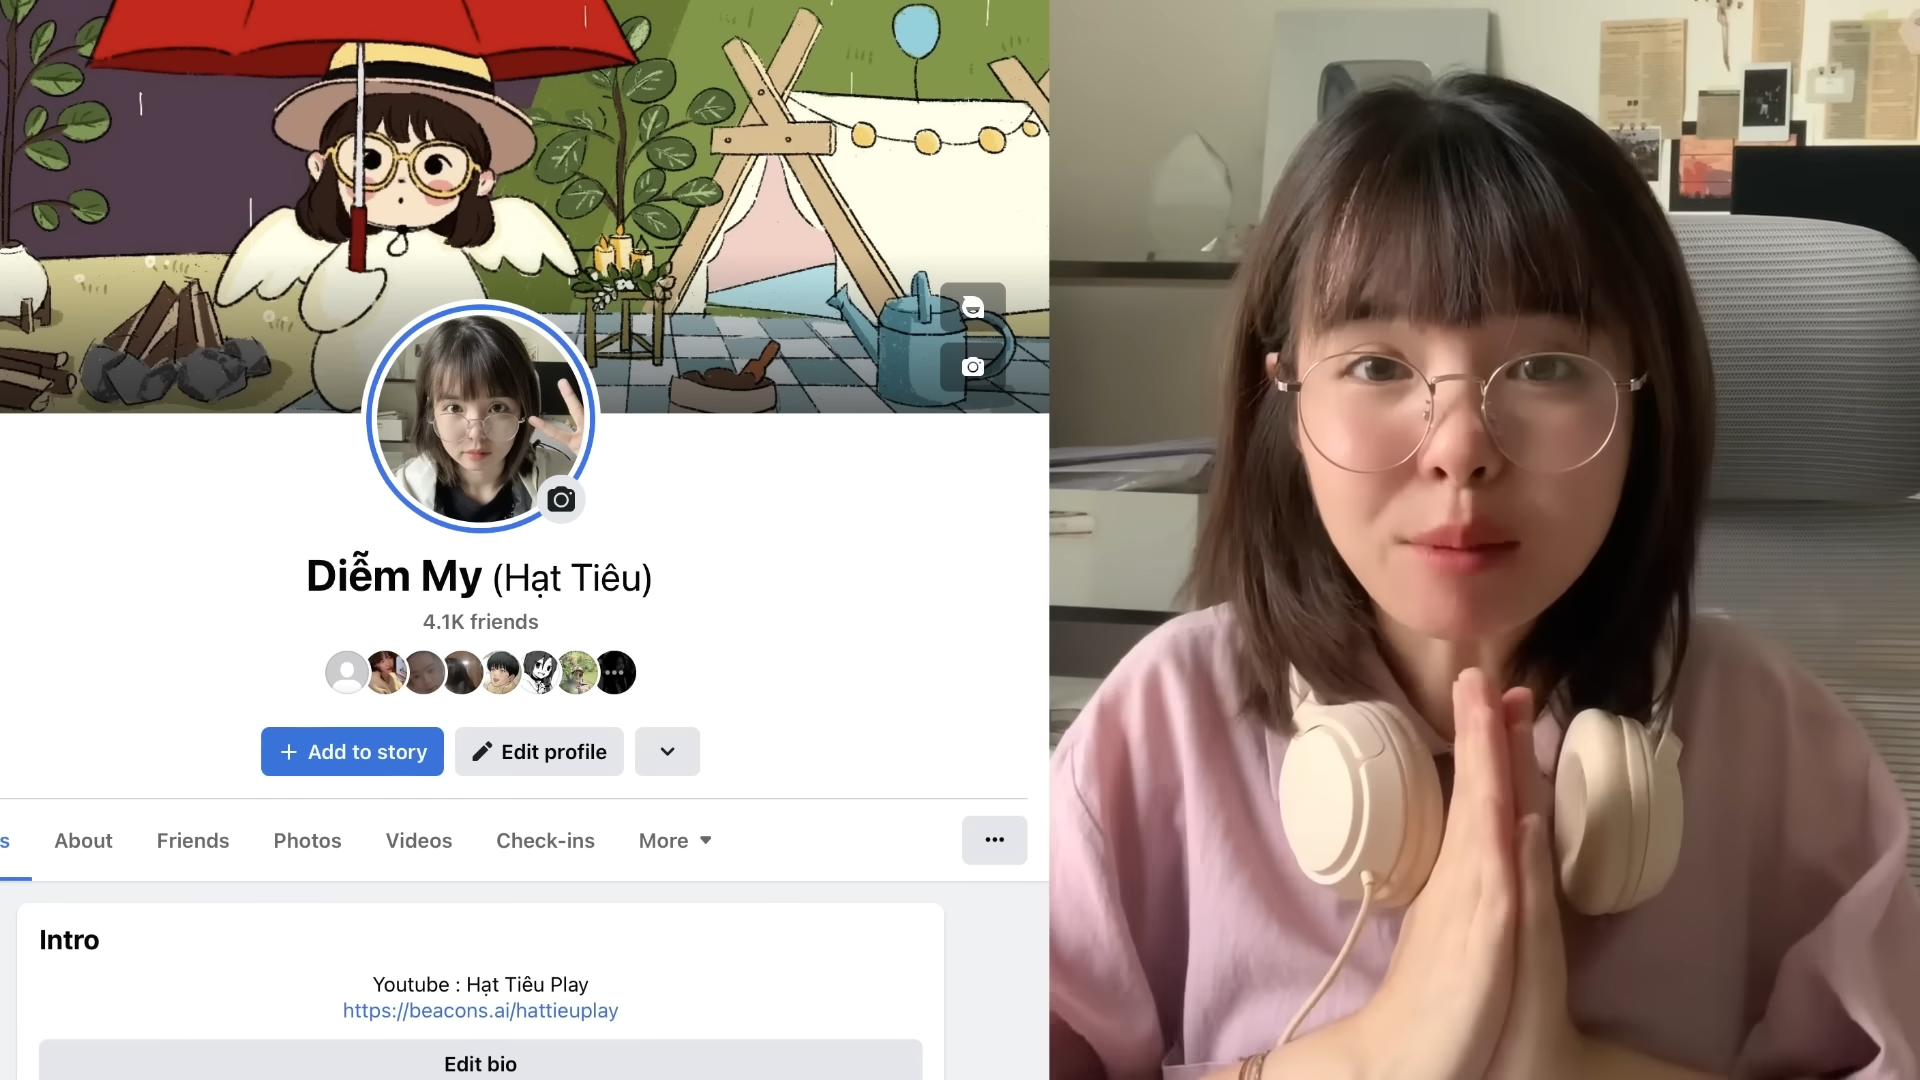 Diễm My (Hạt Tiêu)
4.1K friends
+ Add to story
Edit profile
s
About
Friends
Photos
Videos
Check-ins
More
Intro
Youtube : Hạt Tiêu Play
https://beacons.ai/hattieuplay
Edit bio